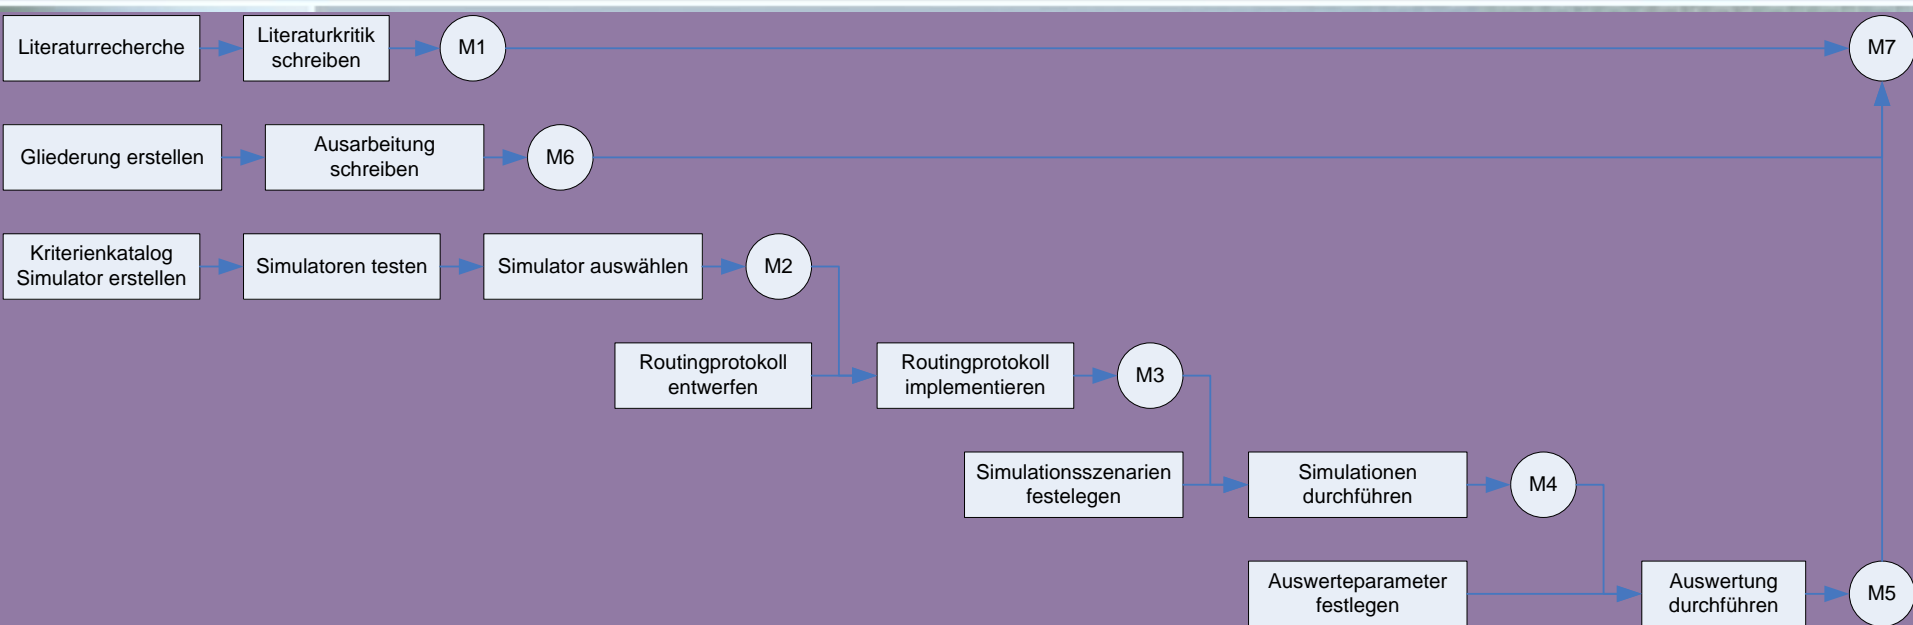 Literaturrecherche
Literaturkritik
schreiben
M1
M7
Gliederung erstellen
Ausarbeitung
schreiben
M6
Kriterienkatalog
Simulator erstellen
Simulatoren testen
Simulator auswählen
M2
Routingprotokoll
entwerfen
Routingprotokoll
implementieren
M3
Simulationsszenarien
festelegen
Simulationen
durchführen
M4
Auswerteparameter
festlegen
Auswertung
durchführen
M5